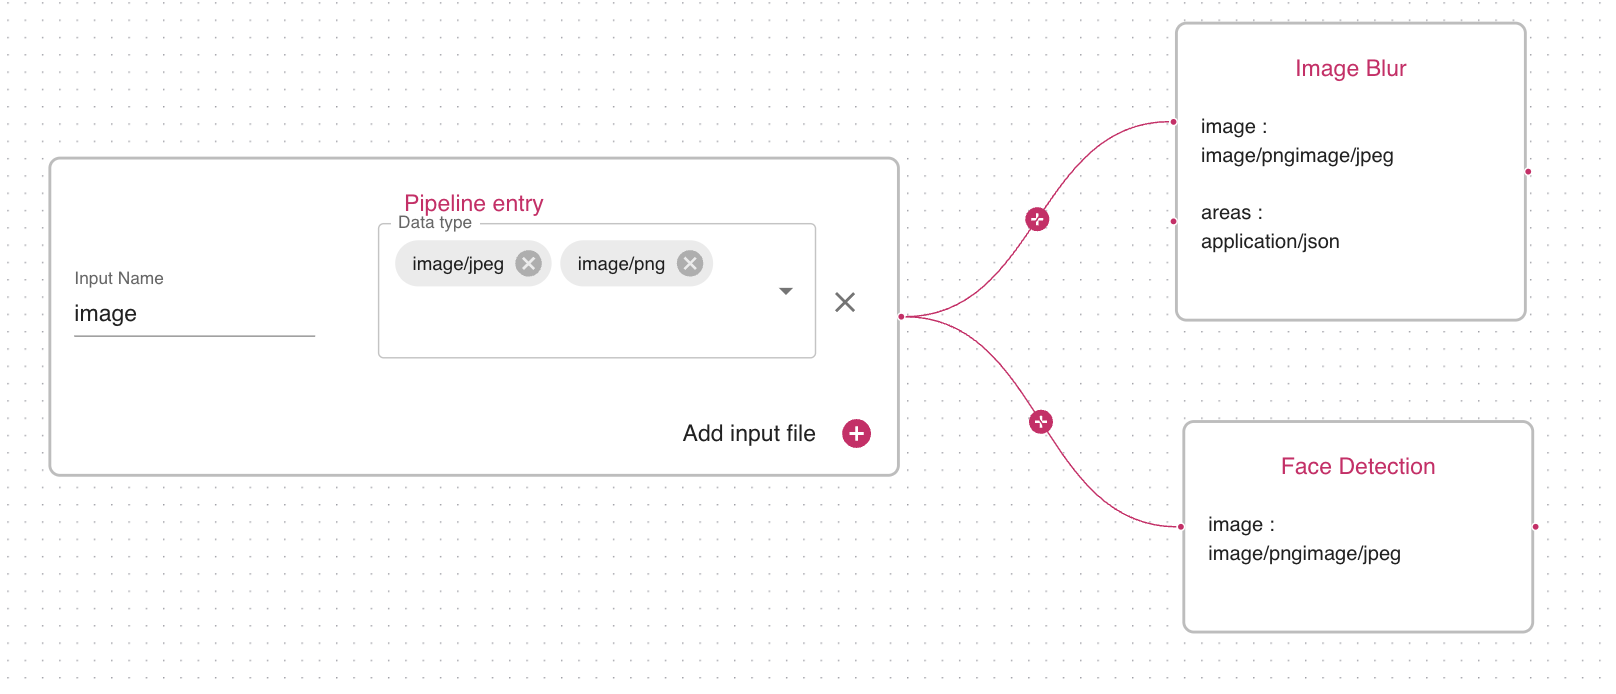 Pipeline entry
Data type
image/jpeg
image/png
Input Name
image
Add input file
Image Blur
image :
image/pngimage/jpeg
areas :
application/json
Face Detection
image :
image/pngimage/jpeg